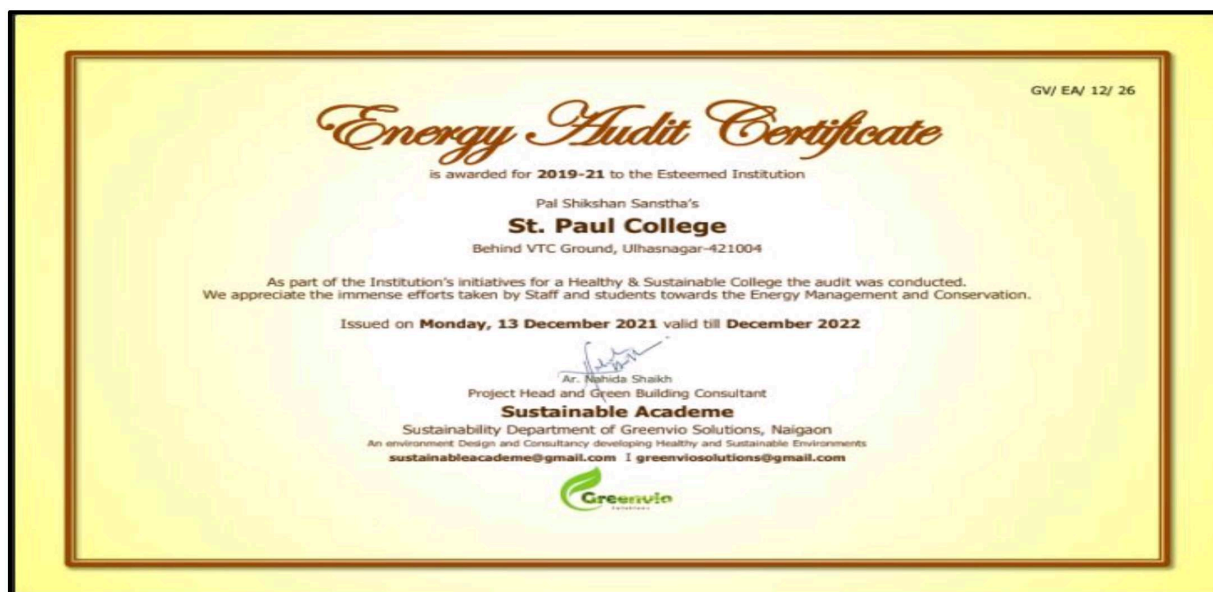 GV/ EA/ 12/ 26
Energy Audit Certificate
is awarded for 2019-21 to the Esteemed Institution
Pal Shikshan Sanstha's
St. Paul College
Behind VTC Ground, Ulhasnagar-421004
As part of the Institution's initiatives for a Healthy & Sustainable College the audit was conducted.
We appreciate the immense efforts taken by Staff and students towards the Energy Management and Conservation.
Issued on Monday, 13 December 2021 valid till December 2022
Ar. Nahida Shaikh
Project Head and Green Building Consultant
Sustainable Academe
Sustainability Department of Greenvio Solutions, Naigaon
An environment Design and Consultancy developing Healthy and Sustainable Environments
sustainableacademe@gmail.com I greenviosolutions@gmail.com
Greenvio
Solutions